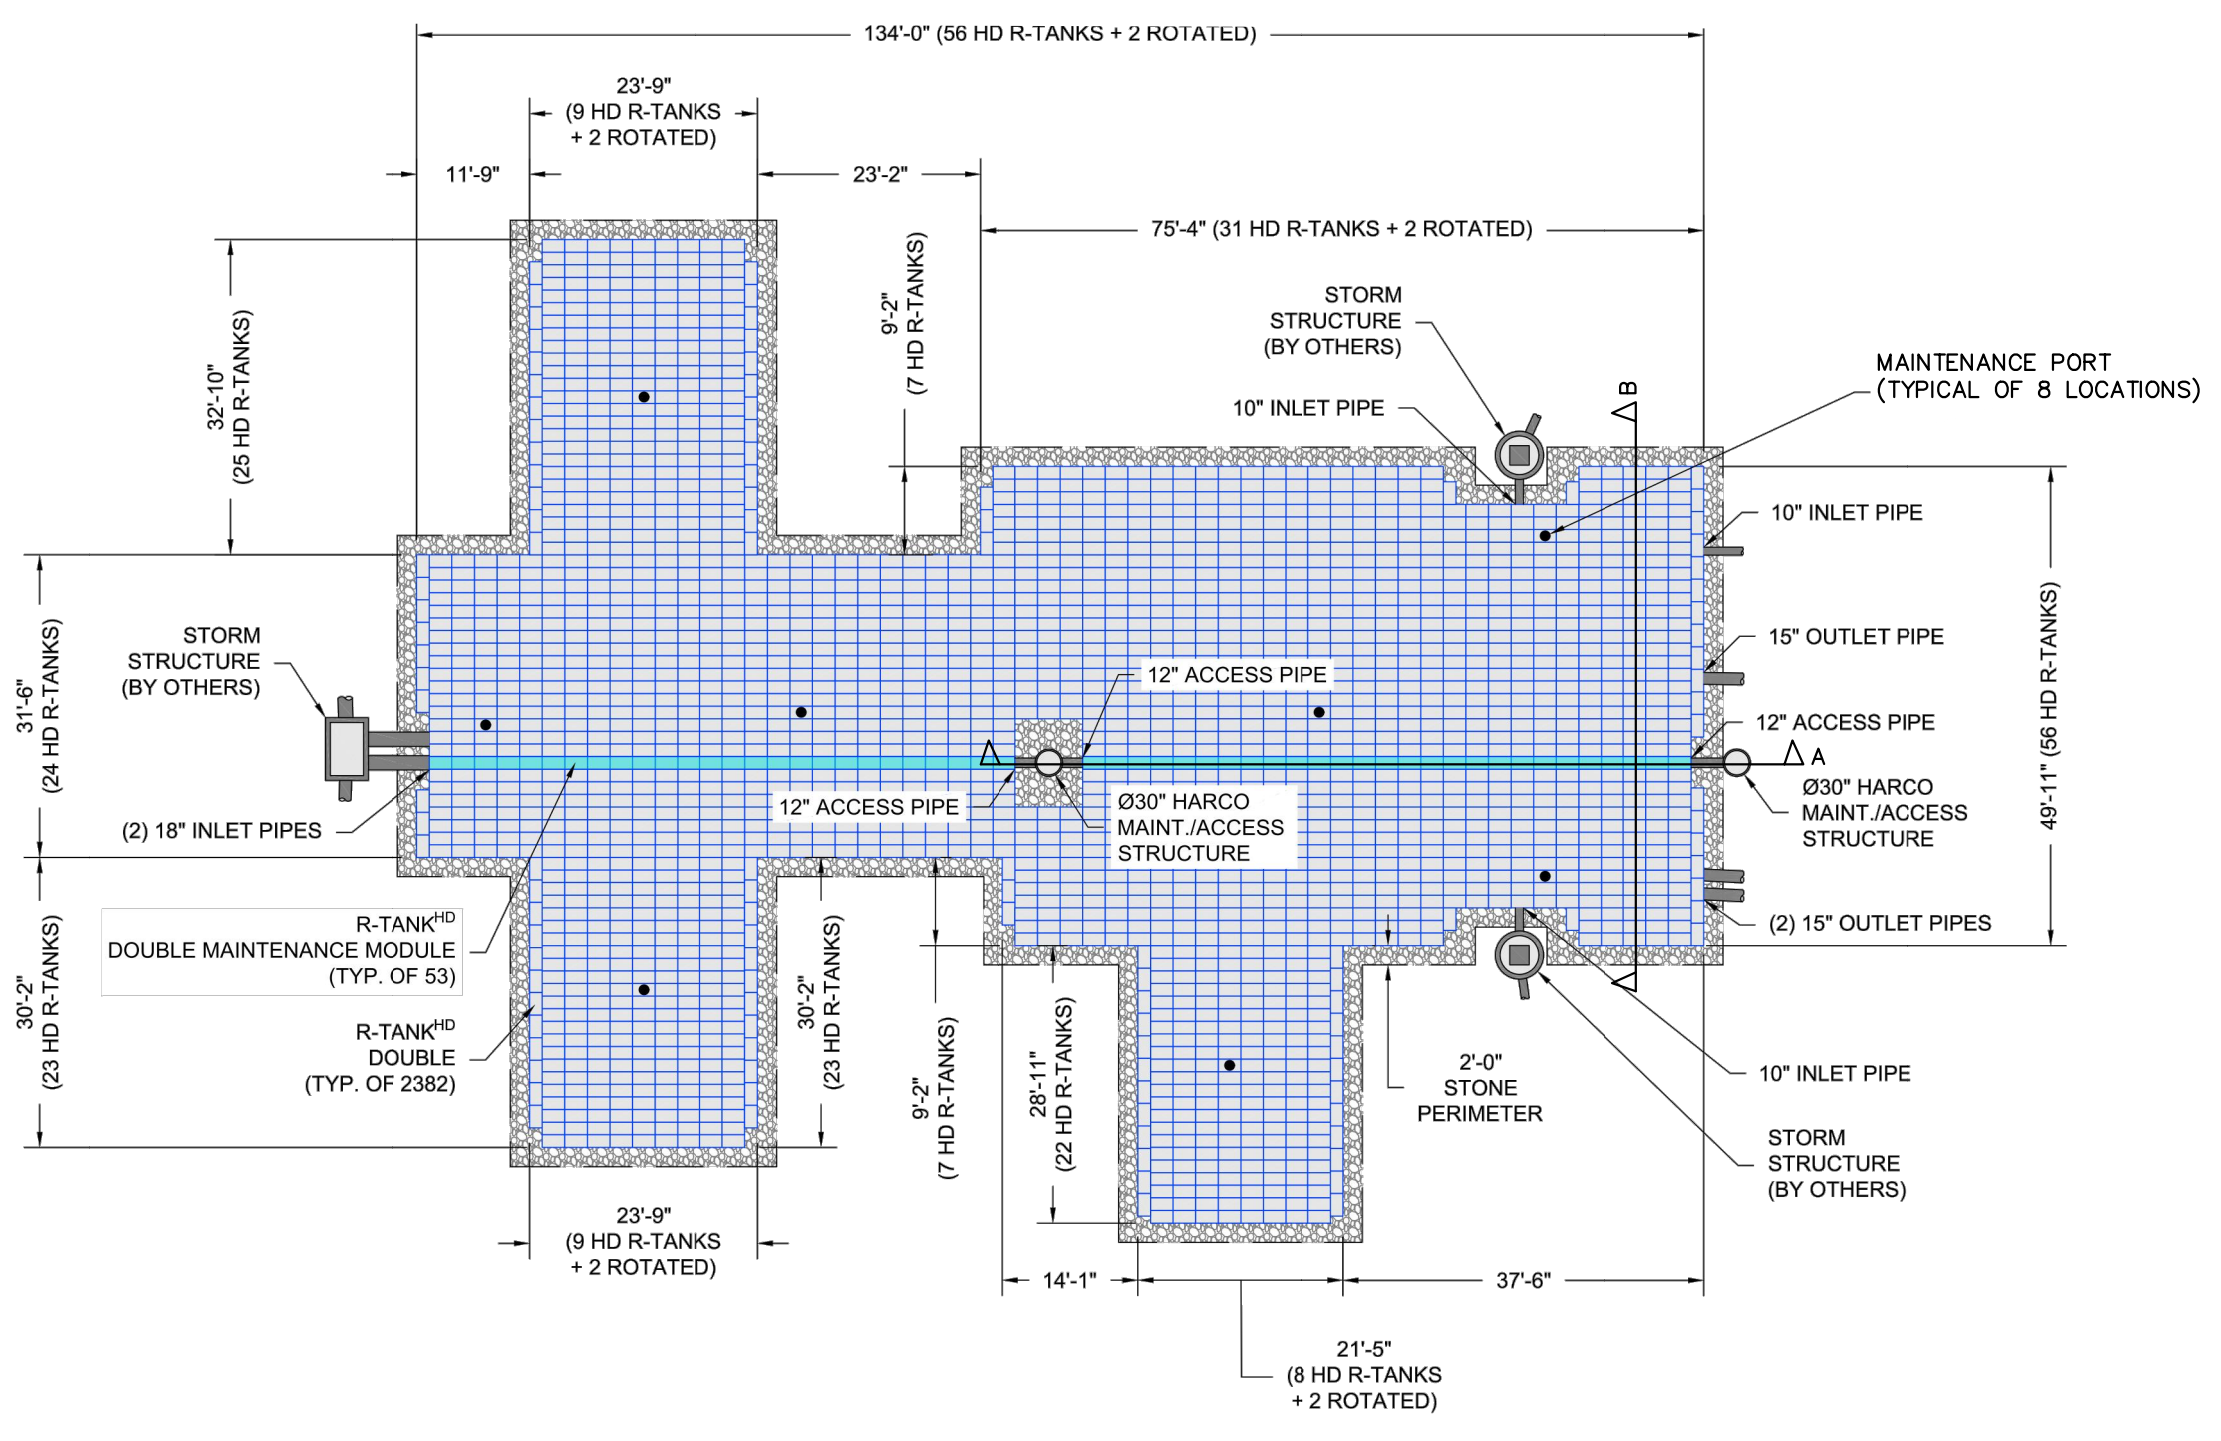 134'-0" (56 HD R-TANKS + 2 ROTATED)
23'-9"
(9 HD R-TANKS
+ 2 ROTATED)
11'-9"
23'-2"
75'-4" (31 HD R-TANKS + 2 ROTATED)
32'-10"
(25 HD R-TANKS)
9'-2"
(7 HD R-TANKS)
STORM
STRUCTURE
(BY OTHERS)
10" INLET PIPE
B
MAINTENANCE PORT
(TYPICAL OF 8 LOCATIONS)
10" INLET PIPE
15" OUTLET PIPE
12" ACCESS PIPE
A
Ø30" HARCO
MAINT./ACCESS
STRUCTURE
(2) 15" OUTLET PIPES
49'-11" (56 HD R-TANKS)
31'-6"
(24 HD R-TANKS)
STORM
STRUCTURE
(BY OTHERS)
(2) 18" INLET PIPES
12" ACCESS PIPE
12" ACCESS PIPE
Ø30" HARCO
MAINT./ACCESS
STRUCTURE
R-TANKHD
DOUBLE MAINTENANCE MODULE
(TYP. OF 53)
R-TANKHD
DOUBLE
(TYP. OF 2382)
30'-2"
(23 HD R-TANKS)
30'-2"
(23 HD R-TANKS)
9'-2"
(7 HD R-TANKS)
28'-11"
(22 HD R-TANKS)
2'-0"
STONE
PERIMETER
10" INLET PIPE
STORM
STRUCTURE
(BY OTHERS)
23'-9"
(9 HD R-TANKS
+ 2 ROTATED)
14'-1"
37'-6"
21'-5"
(8 HD R-TANKS
+ 2 ROTATED)